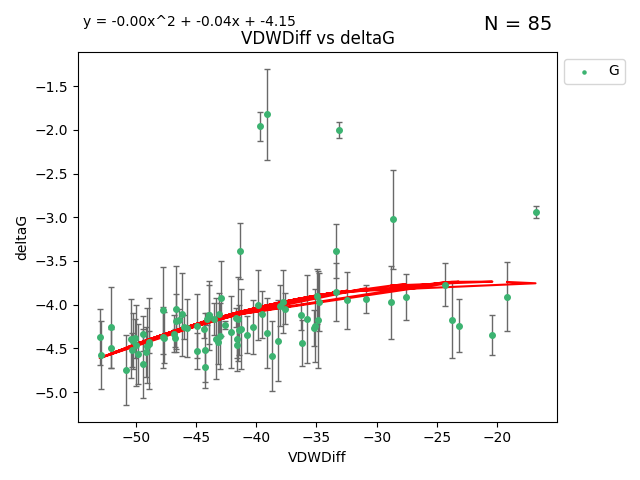 y = -0.00x^2 + -0.04x + -4.15
N = 85
VDWDiff vs deltaG
G
deltaG
−1.5
−2.0
−2.5
−3.0
−3.5
−4.0
−4.5
−5.0
−50 −45 −40 −35 −30 −25 −20
VDWDiff